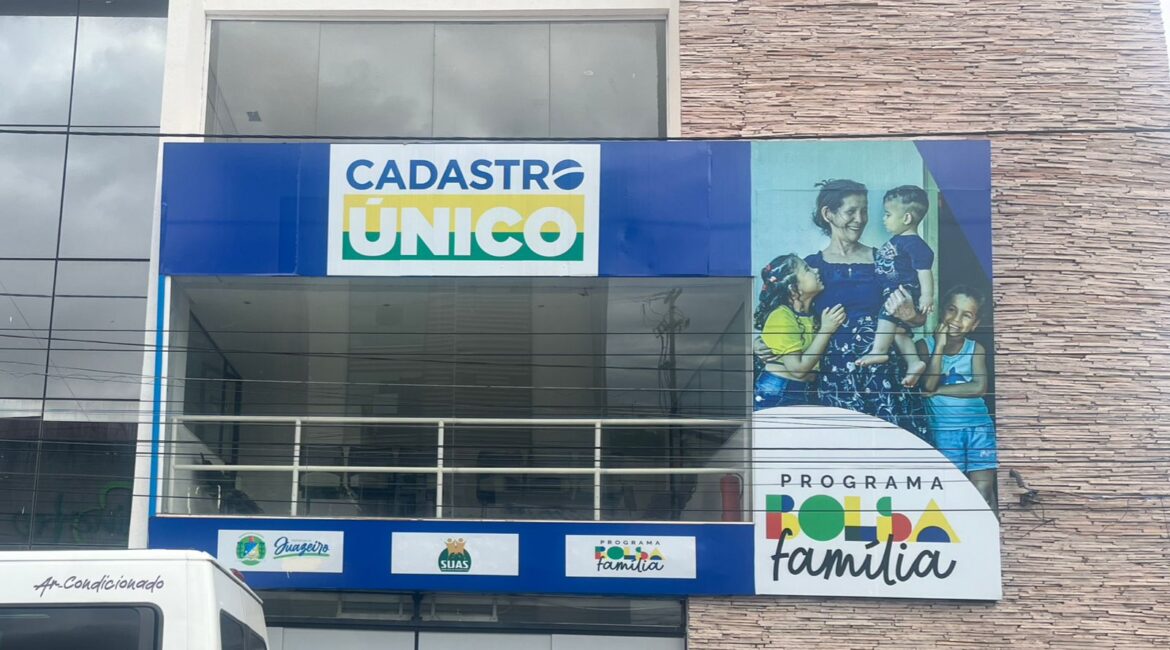 CADASTRO
ÚNICO
PROGRAMA
BOLSA
família
Juazeiro
SUAS
PROGRAMA
BOLSA
família
Ar Condicionado